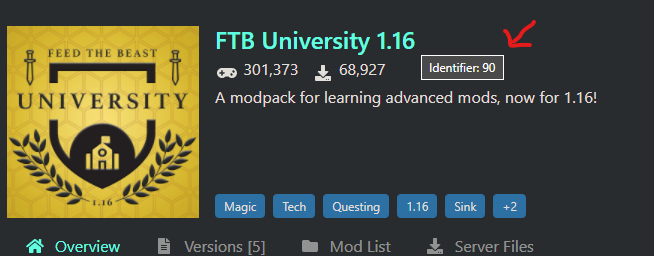 FEED THE BEAST
UNIVERSITY
1.16
FTB University 1.16
301,373 68,927 Identifier: 90
A modpack for learning advanced mods, now for 1.16!
Magic Tech Questing 1.16 Sink +2
Overview Versions [5] Mod List Server Files